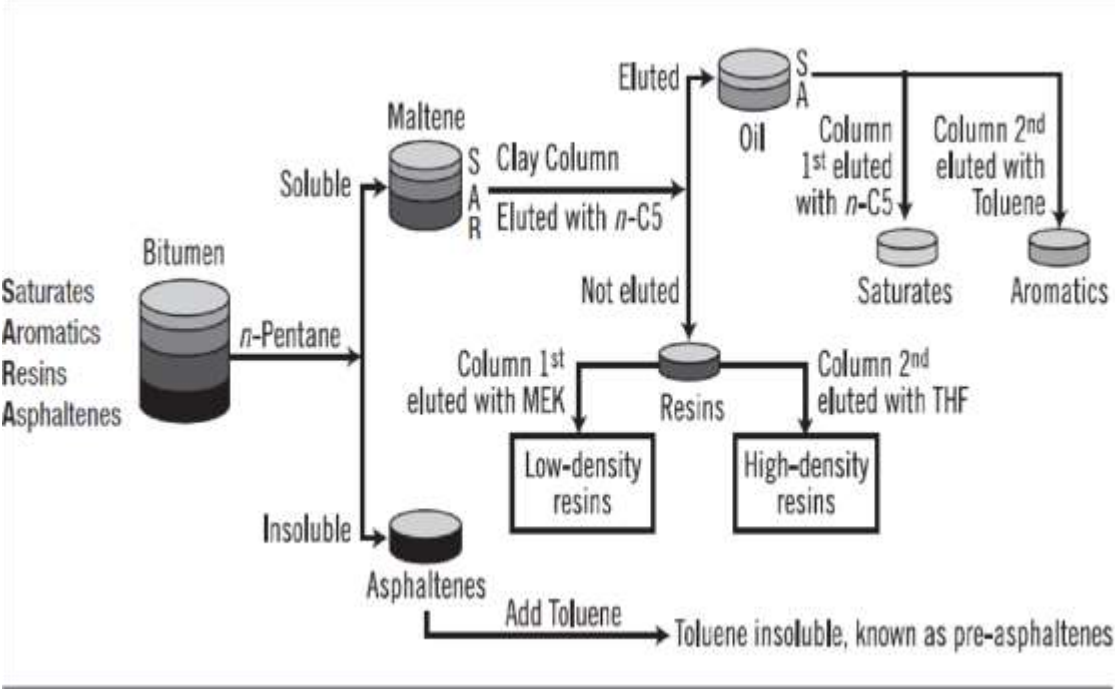 Saturates
Aromatics
Resins
Asphaltenes
Bitumen
n-Pentane
Soluble
Maltene
S
A
R
Clay Column
Eluted with n-C5
Eluted
Oil
S
A
Column
1st eluted
with n-C5
Saturates
Column 2nd
eluted with
Toluene
Aromatics
Not eluted
Resins
Column 1st
eluted with MEK
Low-density
resins
Column 2nd
eluted with THF
High-density
resins
Insoluble
Asphaltenes
Add Toluene
Toluene insoluble, known as pre-asphaltenes